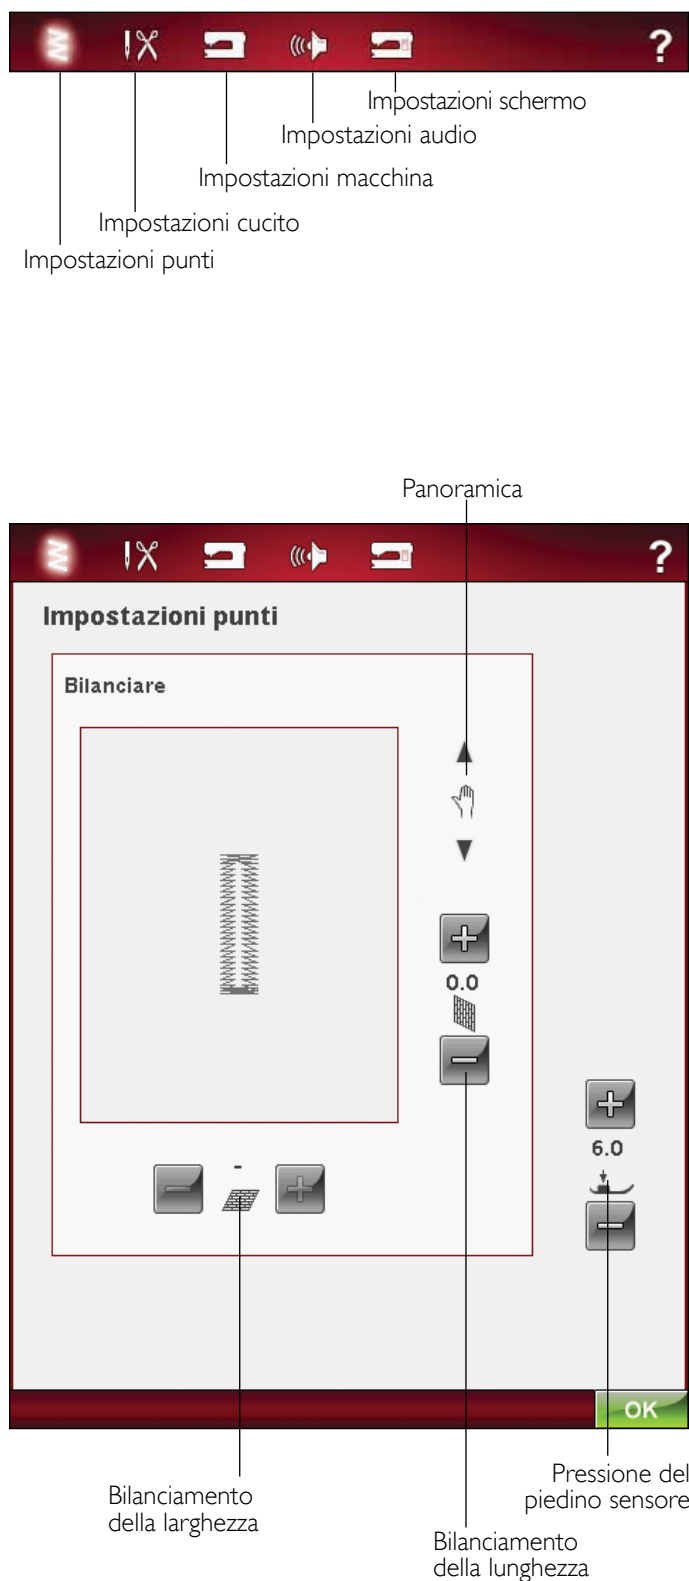 ?
Impostazioni schermo
Impostazioni audio
Impostazioni macchina
Impostazioni cucito
Impostazioni punti
Panoramica
?
Impostazioni punti
Bilanciare
0.0
6.0
-
OK
Bilanciamento
della larghezza
Pressione del
piedino sensore
Bilanciamento
della lunghezza